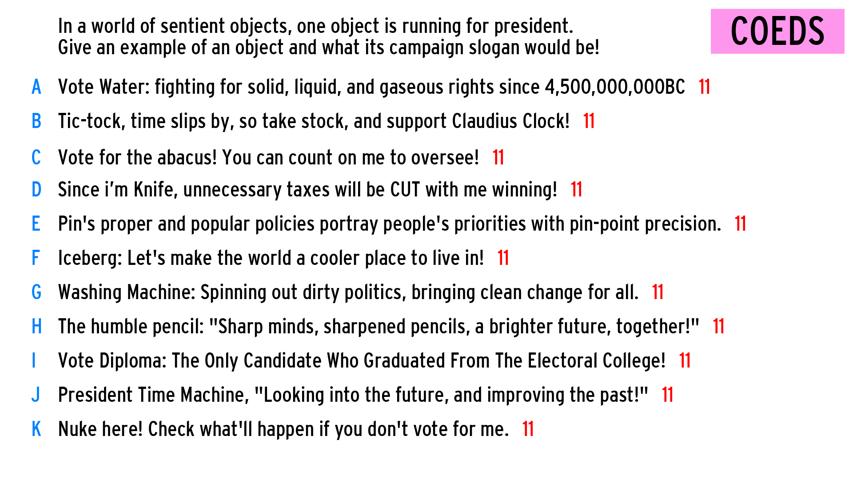 In a world of sentient objects, one object is running for president.
Give an example of an object and what its campaign slogan would be!
COEDS
A Vote Water: fighting for solid, liquid, and gaseous rights since 4,500,000,000BC 11
B Tic-tock, time slips by, so take stock, and support Claudius Clock! 11
C Vote for the abacus! You can count on me to oversee! 11
D Since i'm Knife, unnecessary taxes will be CUT with me winning! 11
E Pin's proper and popular policies portray people's priorities with pin-point precision. 11
F Iceberg: Let's make the world a cooler place to live in! 11
G Washing Machine: Spinning out dirty politics, bringing clean change for all. 11
H The humble pencil: "Sharp minds, sharpened pencils, a brighter future, together!" 11
I Vote Diploma: The Only Candidate Who Graduated From The Electoral College! 11
J President Time Machine, "Looking into the future, and improving the past!" 11
K Nuke here! Check what'll happen if you don't vote for me. 11